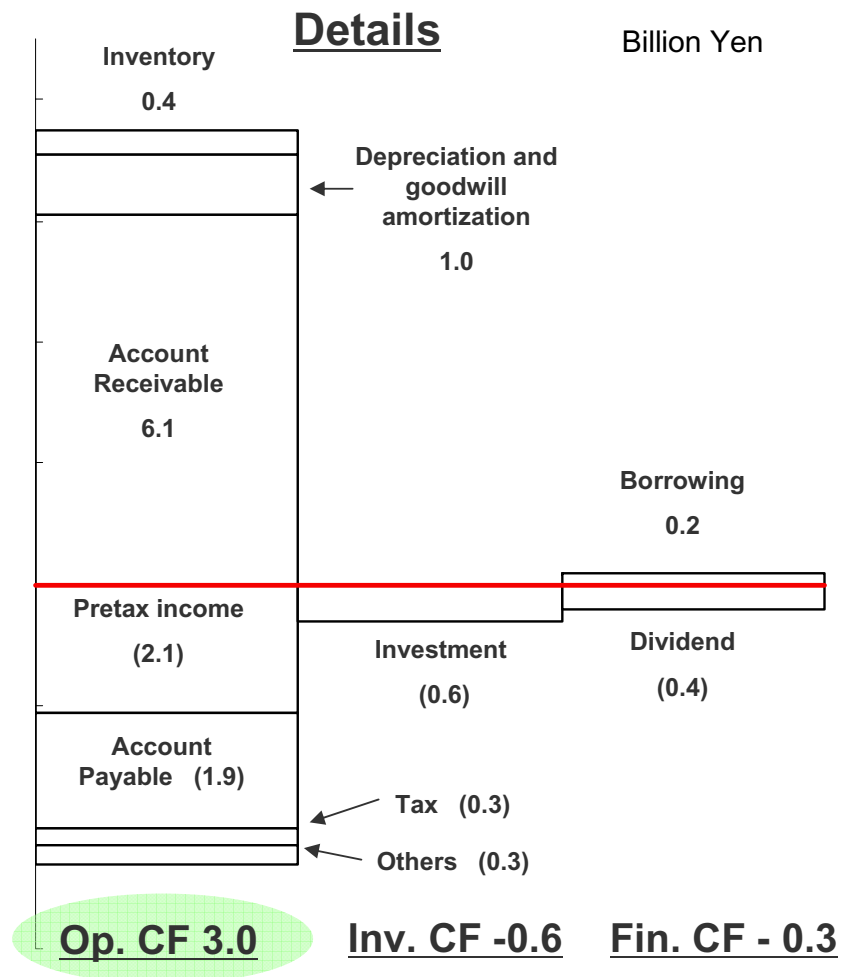 Details
Billion Yen
Inventory
0.4
Depreciation and
goodwill
amortization
1.0
Account
Receivable
6.1
Borrowing
0.2
Pretax income
(2.1)
Investment
(0.6)
Dividend
(0.4)
Account
Payable (1.9)
Tax (0.3)
Others (0.3)
Op. CF 3.0
Inv. CF -0.6
Fin. CF - 0.3